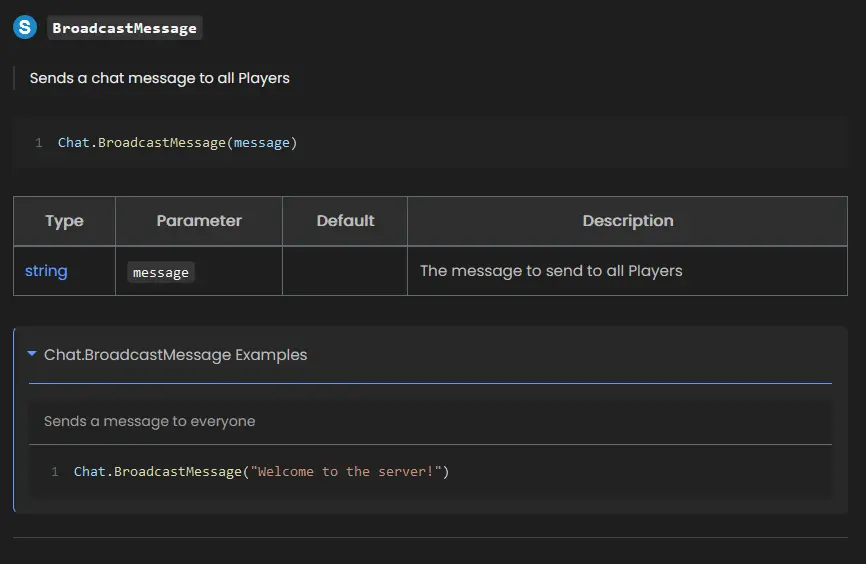 S BroadcastMessage
Sends a chat message to all Players
1 Chat.BroadcastMessage(message)
Type Parameter Default Description
string message The message to send to all Players
Chat.BroadcastMessage Examples
Sends a message to everyone
1 Chat.BroadcastMessage("Welcome to the server!")